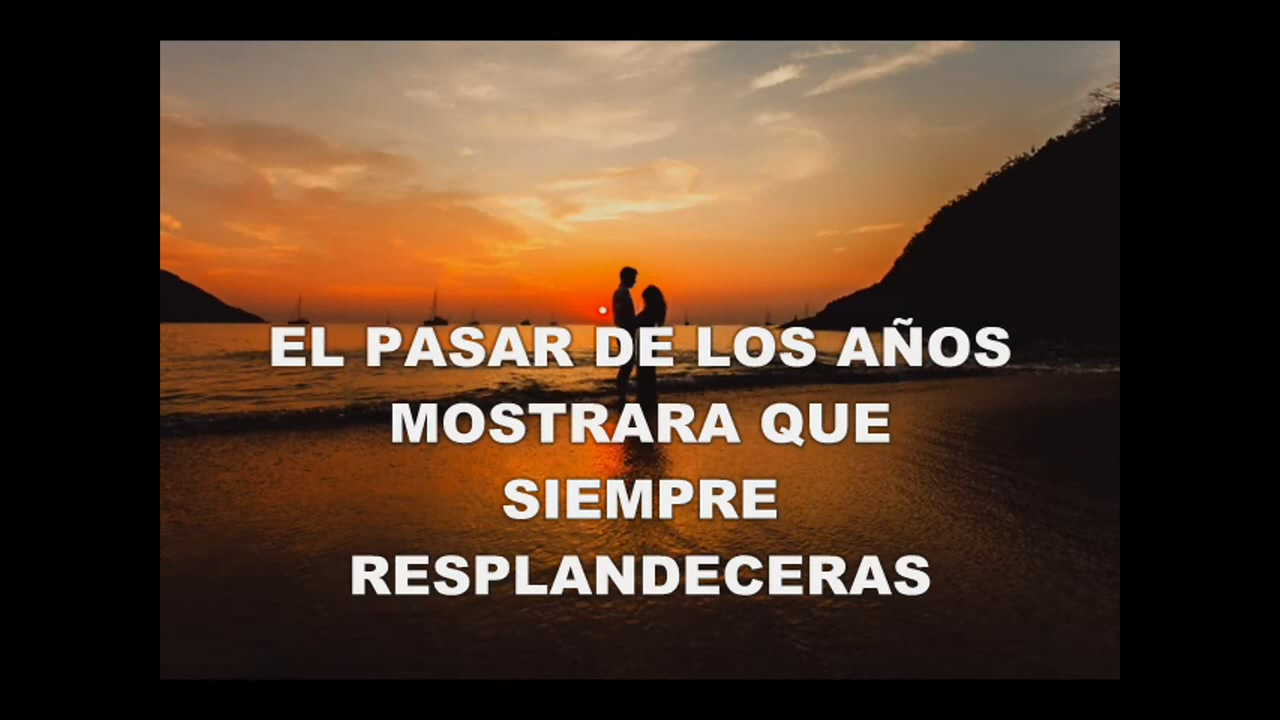 EL PASAR DE LOS AÑOS
MOSTRARA QUE
SIEMPRE
RESPLANDECERAS